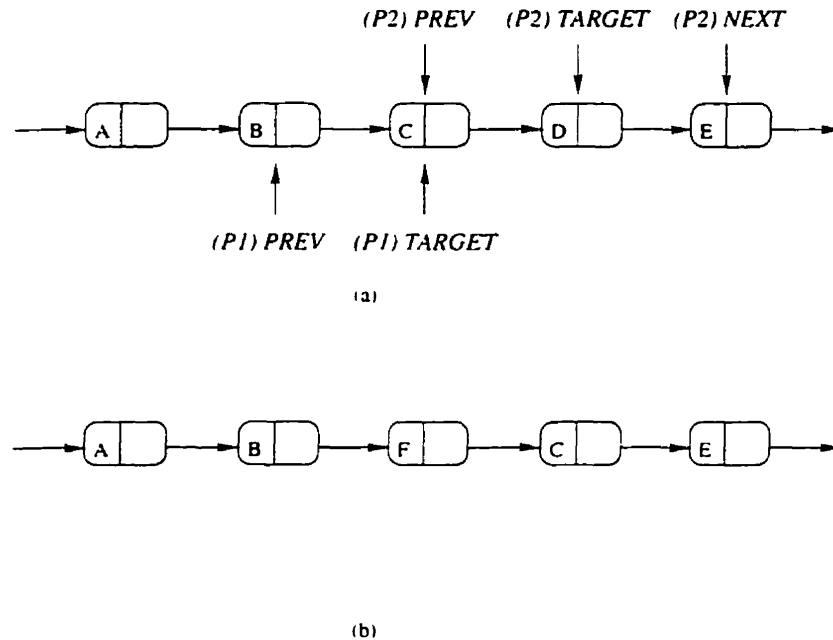 (P2) PREV (P2) TARGET (P2) NEXT
A B C D E
(P1) PREV (P1) TARGET
(a)
A B F C E
(b)